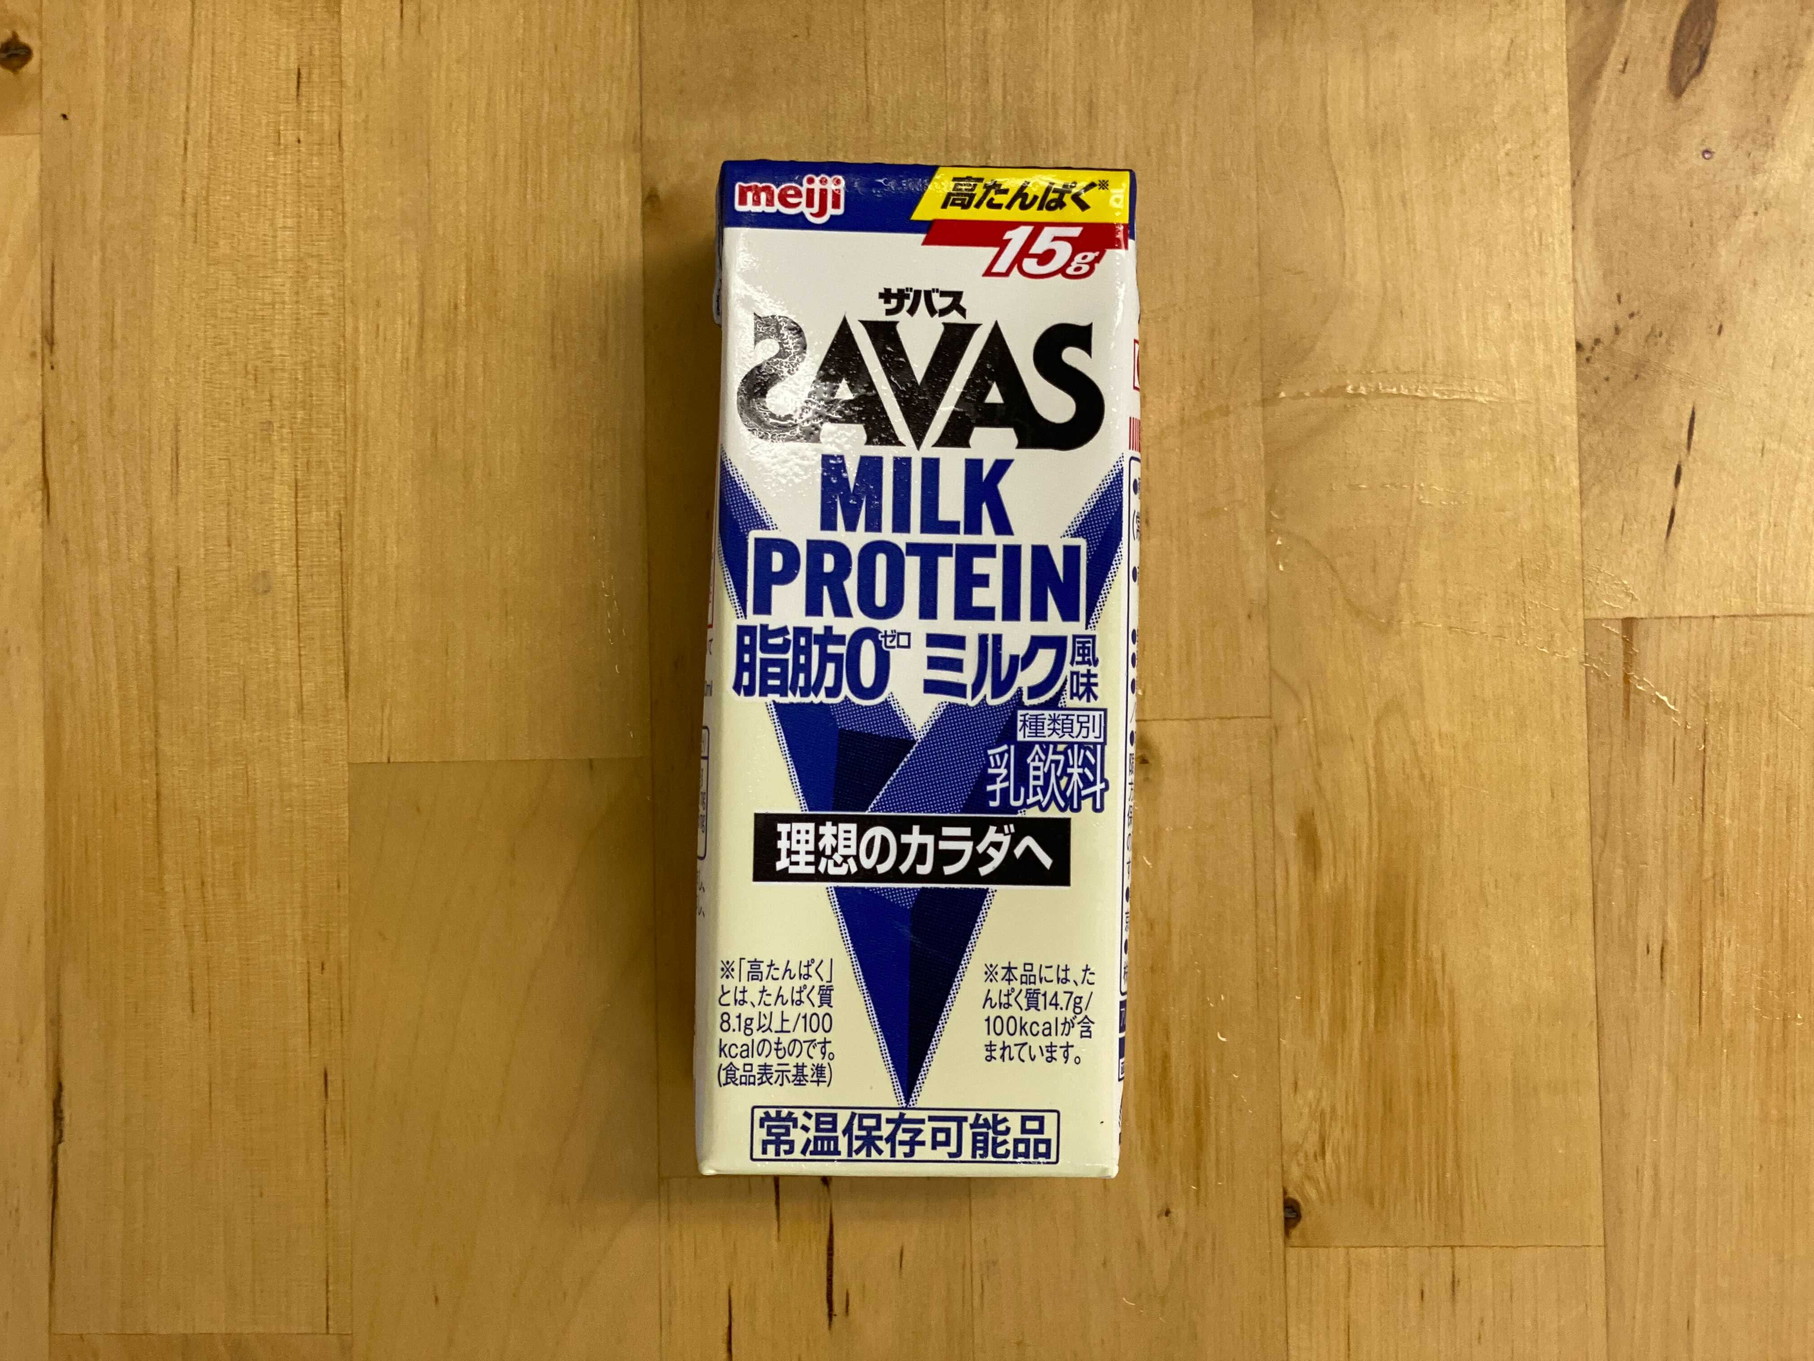 meiji
高たんぱく※
15g
ザバス
SAVAS
MILK
PROTEIN
脂肪0ゼロ ミルク風味
種類別
乳飲料
理想のカラダへ
※「高たんぱく」
とは、たんぱく質
8.1g以上/100
kcalのものです。
(食品表示基準)
※本品には、た
んぱく質14.7g/
100kcalが含
まれています。
常温保存可能品